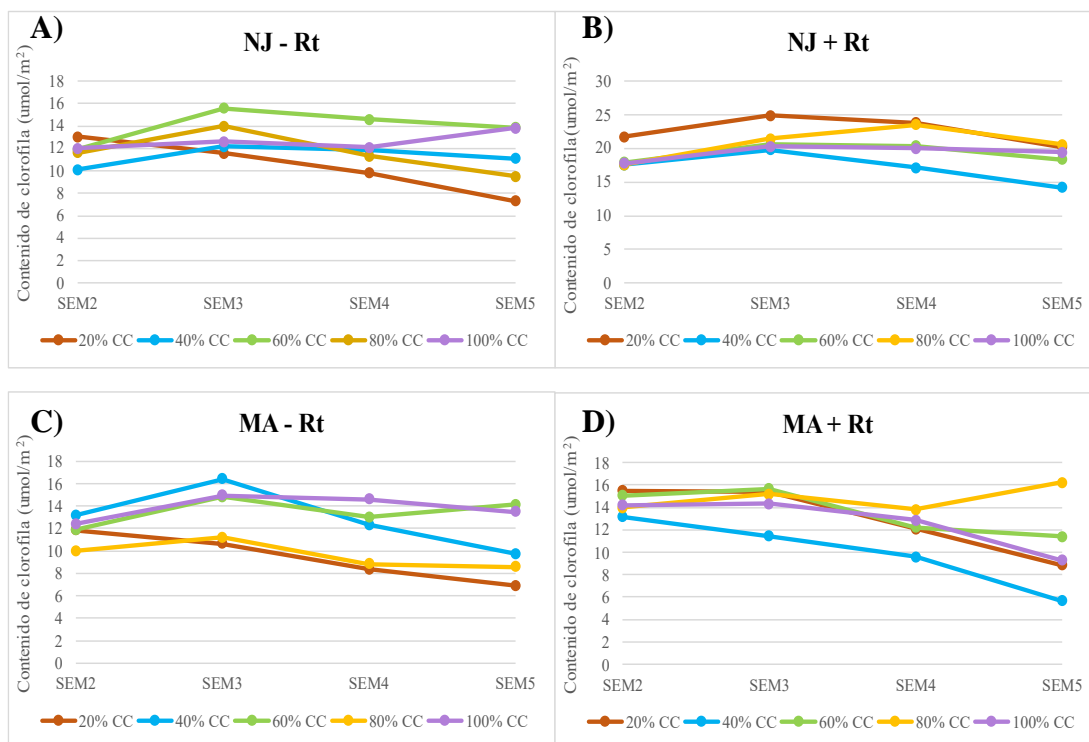 A)
NJ - Rt
Contenido de clorofila (umol/m²)
18
16
14
12
10
8
6
4
2
0
SEM2 SEM3 SEM4 SEM5
20% CC 40% CC 60% CC 80% CC 100% CC
B)
NJ + Rt
Contenido de clorofila (umol/m²)
30
25
20
15
10
5
0
SEM2 SEM3 SEM4 SEM5
20% CC 40% CC 60% CC 80% CC 100% CC
C)
MA - Rt
Contenido de clorofila (umol/m²)
18
16
14
12
10
8
6
4
2
0
SEM2 SEM3 SEM4 SEM5
20% CC 40% CC 60% CC 80% CC 100% CC
D)
MA + Rt
Contenido de clorofila (umol/m²)
18
16
14
12
10
8
6
4
2
0
SEM2 SEM3 SEM4 SEM5
20% CC 40% CC 60% CC 80% CC 100% CC